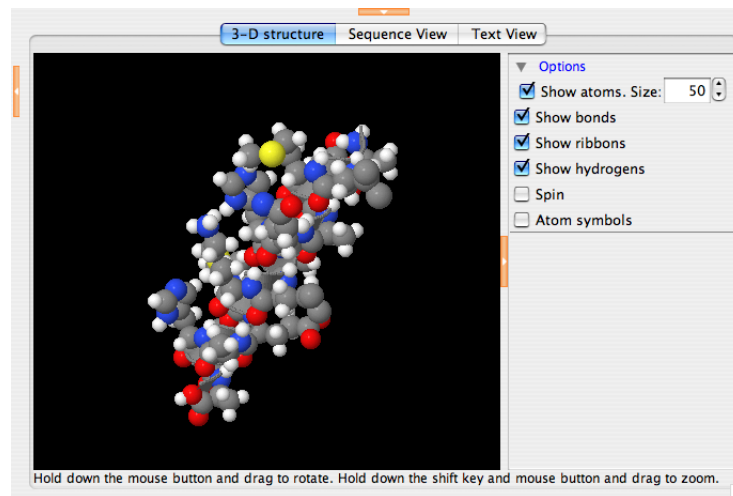 3-D structure Sequence View Text View
Options
Show atoms. Size: 50
Show bonds
Show ribbons
Show hydrogens
Spin
Atom symbols
Hold down the mouse button and drag to rotate. Hold down the shift key and mouse button and drag to zoom.